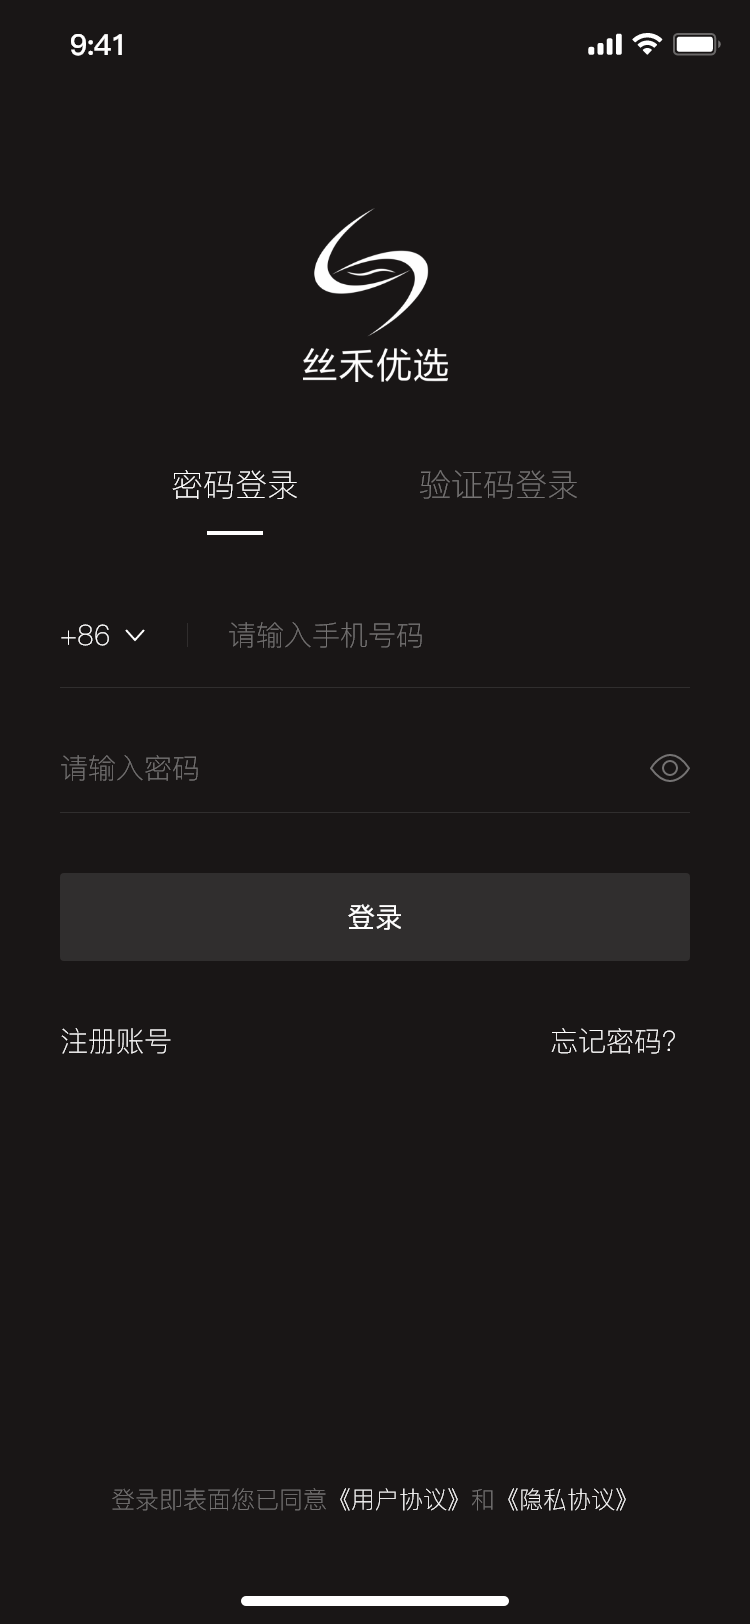 9:41
丝禾优选
密码登录 验证码登录
+86 请输入手机号码
请输入密码
登录
注册账号 忘记密码?
登录即表面您已同意《用户协议》和《隐私协议》